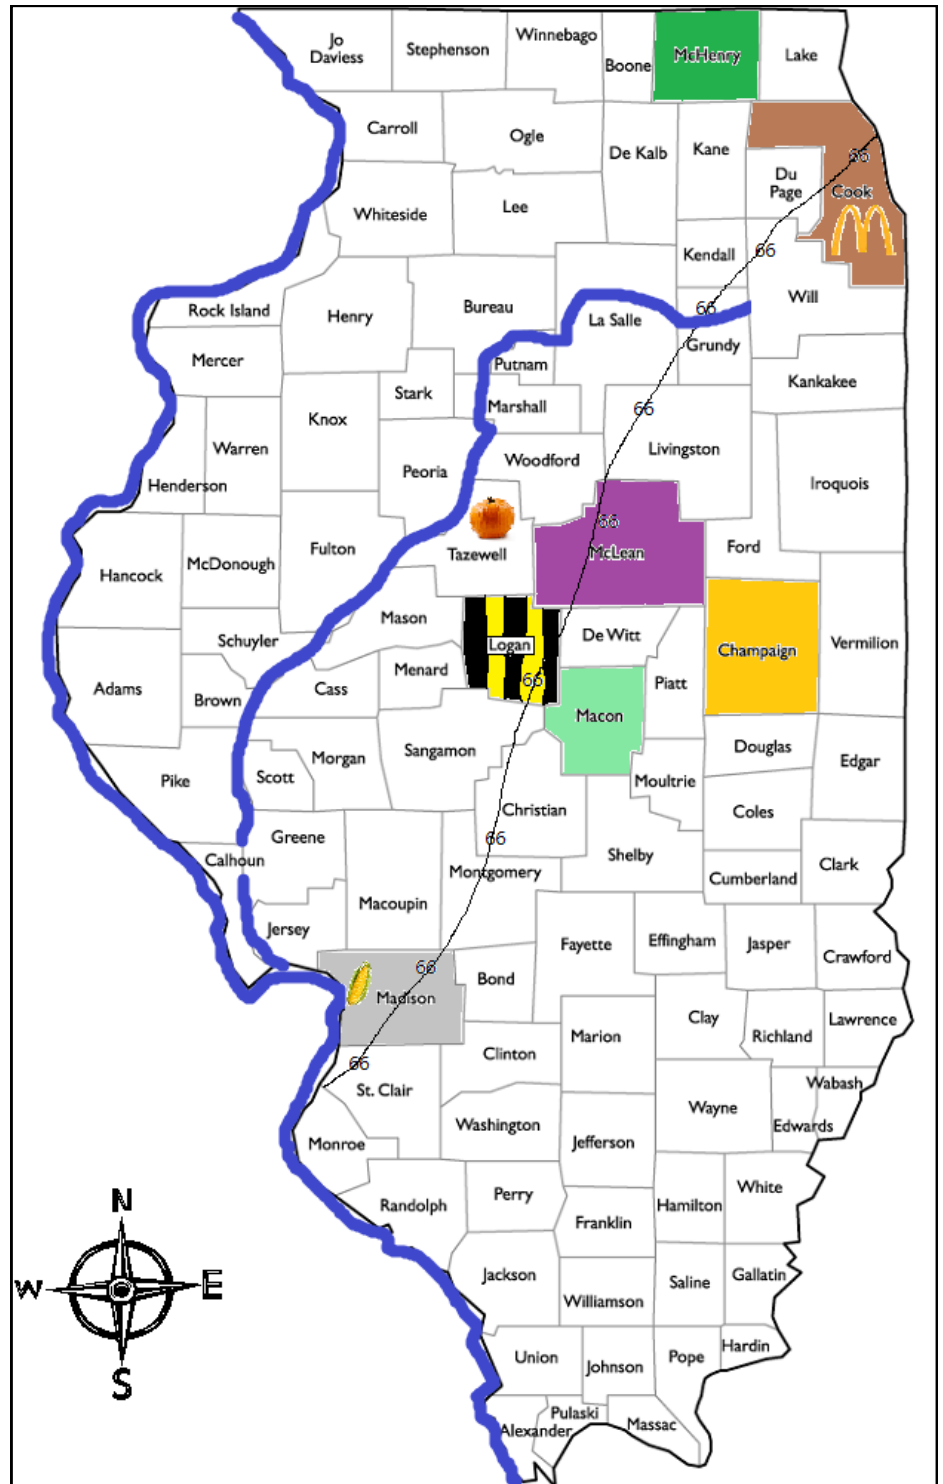 Jo
Daviess
Stephenson
Winnebago
Boone
McHenry
Lake
Carroll
Ogle
De Kalb
Kane
Du
Page
66
Cook
Whiteside
Lee
Kendall
66
Rock Island
Henry
Bureau
La Salle
66
Will
Grundy
Mercer
Putnam
Kankakee
Stark
Marshall
66
Knox
Warren
Livingston
Henderson
Peoria
Woodford
Iroquois
66
McLean
Ford
Hancock
McDonough
Fulton
Tazewell
Mason
Schuyler
Logan
De Witt
Champaign
Vermilion
Adams
Brown
Cass
Menard
66
Piatt
Macon
Pike
Scott
Morgan
Sangamon
Moultrie
Douglas
Edgar
Christian
Coles
Greene
66
Shelby
Calhoun
Montgomery
Cumberland
Clark
Macoupin
Jersey
Fayette
Effingham
Jasper
Crawford
66
Madison
Bond
Clay
Richland
Lawrence
Marion
66
St. Clair
Clinton
Wabash
Wayne
Edwards
Washington
Monroe
Jefferson
Randolph
Perry
Hamilton
White
Franklin
Jackson
Williamson
Saline
Gallatin
Union
Johnson
Pope
Hardin
Pulaski
Alexander
Massac
N
W
E
S